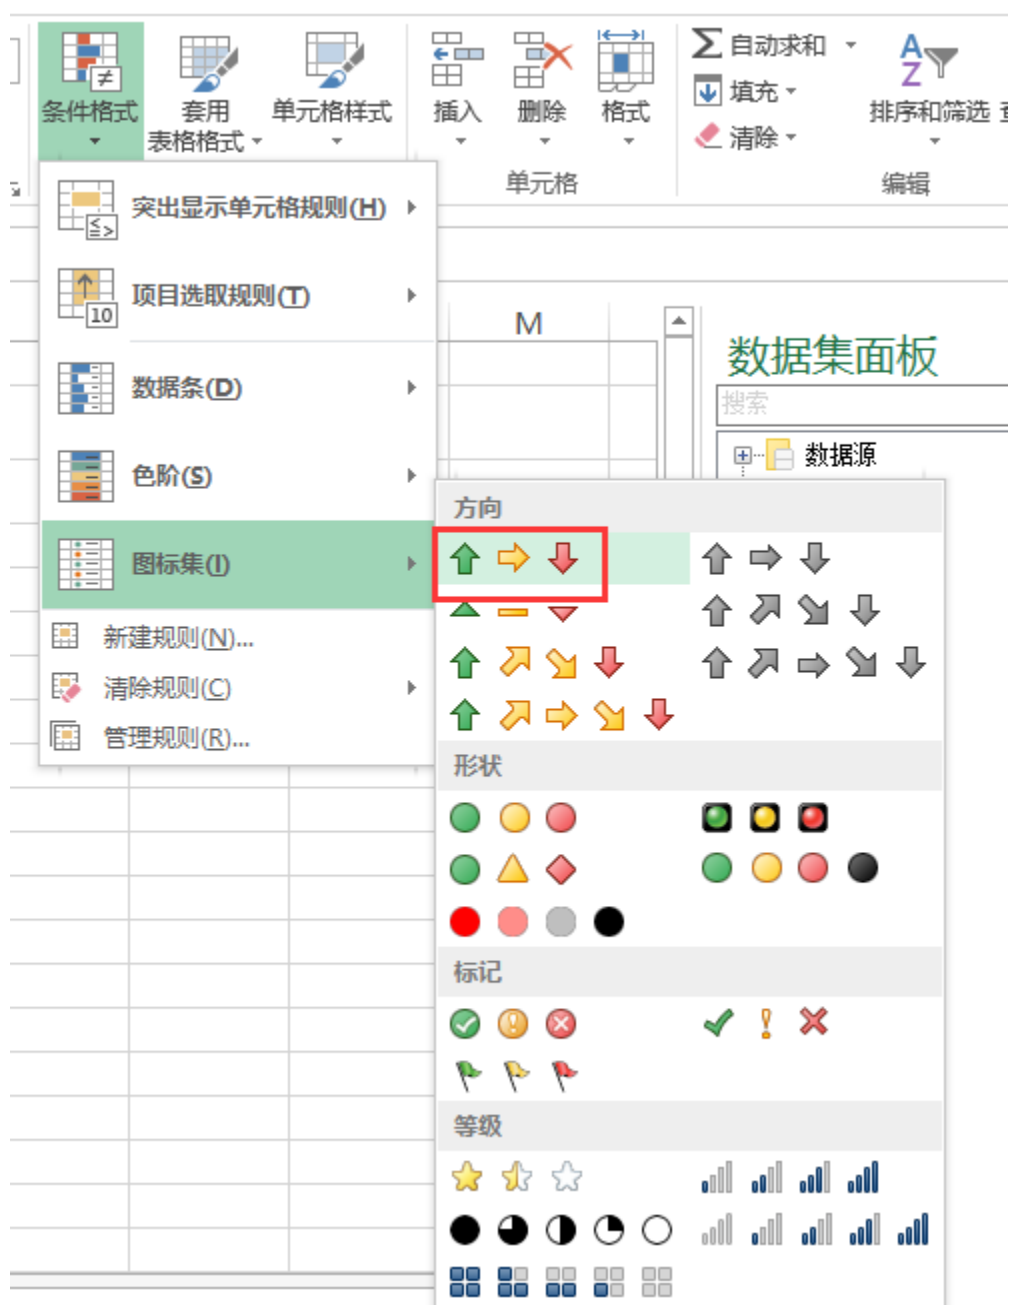 条件格式
套用
表格格式
单元格样式
插入
删除
格式
自动求和
填充
清除
排序和筛选
单元格
编辑
突出显示单元格规则(H)
项目选取规则(T)
10
数据条(D)
色阶(S)
图标集(I)
新建规则(N)...
清除规则(C)
管理规则(R)...
M
数据集面板
搜索
数据源
方向
形状
标记
等级